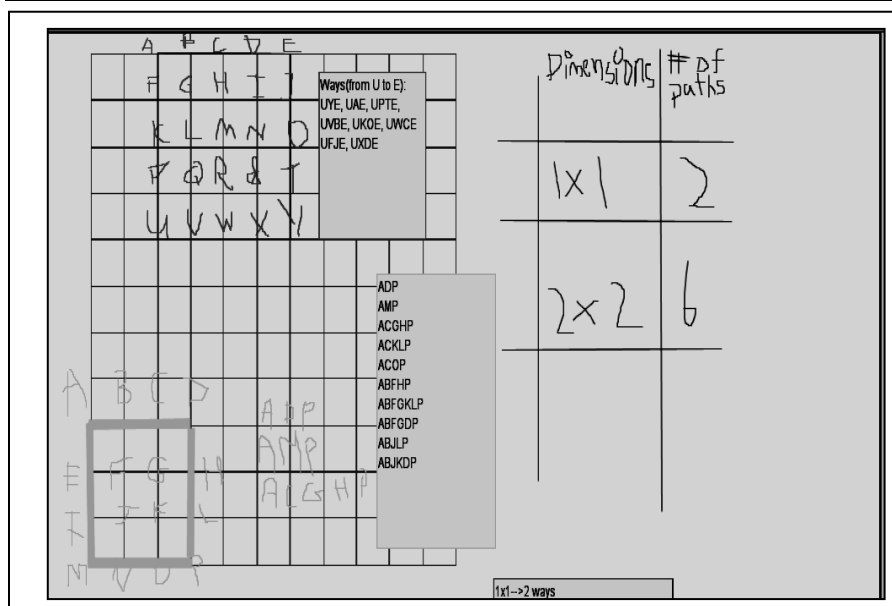 A B C D E
F G H I J
K L M N O
P Q R S T
U V W X Y
Ways(from U to E):
UYE, UAE, UPTE,
UVBE, UKOE, UWCE
UFJE, UXDE
Dimensions # of paths
1x1 2
2x2 6
ADP
AMP
ACGHP
ACKLP
ACOP
ABFHP
ABFGKLP
ABFGDP
ABJLP
ABJKDP
A B C D
E F G H
I J K L
M N O P
ADP
AMP
ACGHP
1x1-->2 ways